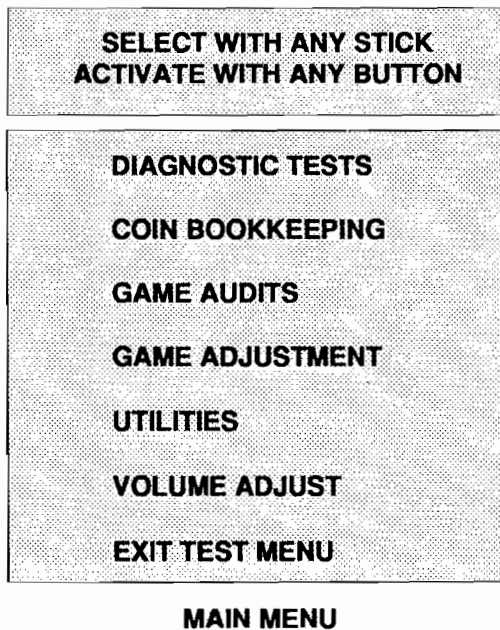 SELECT WITH ANY STICK
ACTIVATE WITH ANY BUTTON
DIAGNOSTIC TESTS
COIN BOOKKEEPING
GAME AUDITS
GAME ADJUSTMENT
UTILITIES
VOLUME ADJUST
EXIT TEST MENU
MAIN MENU